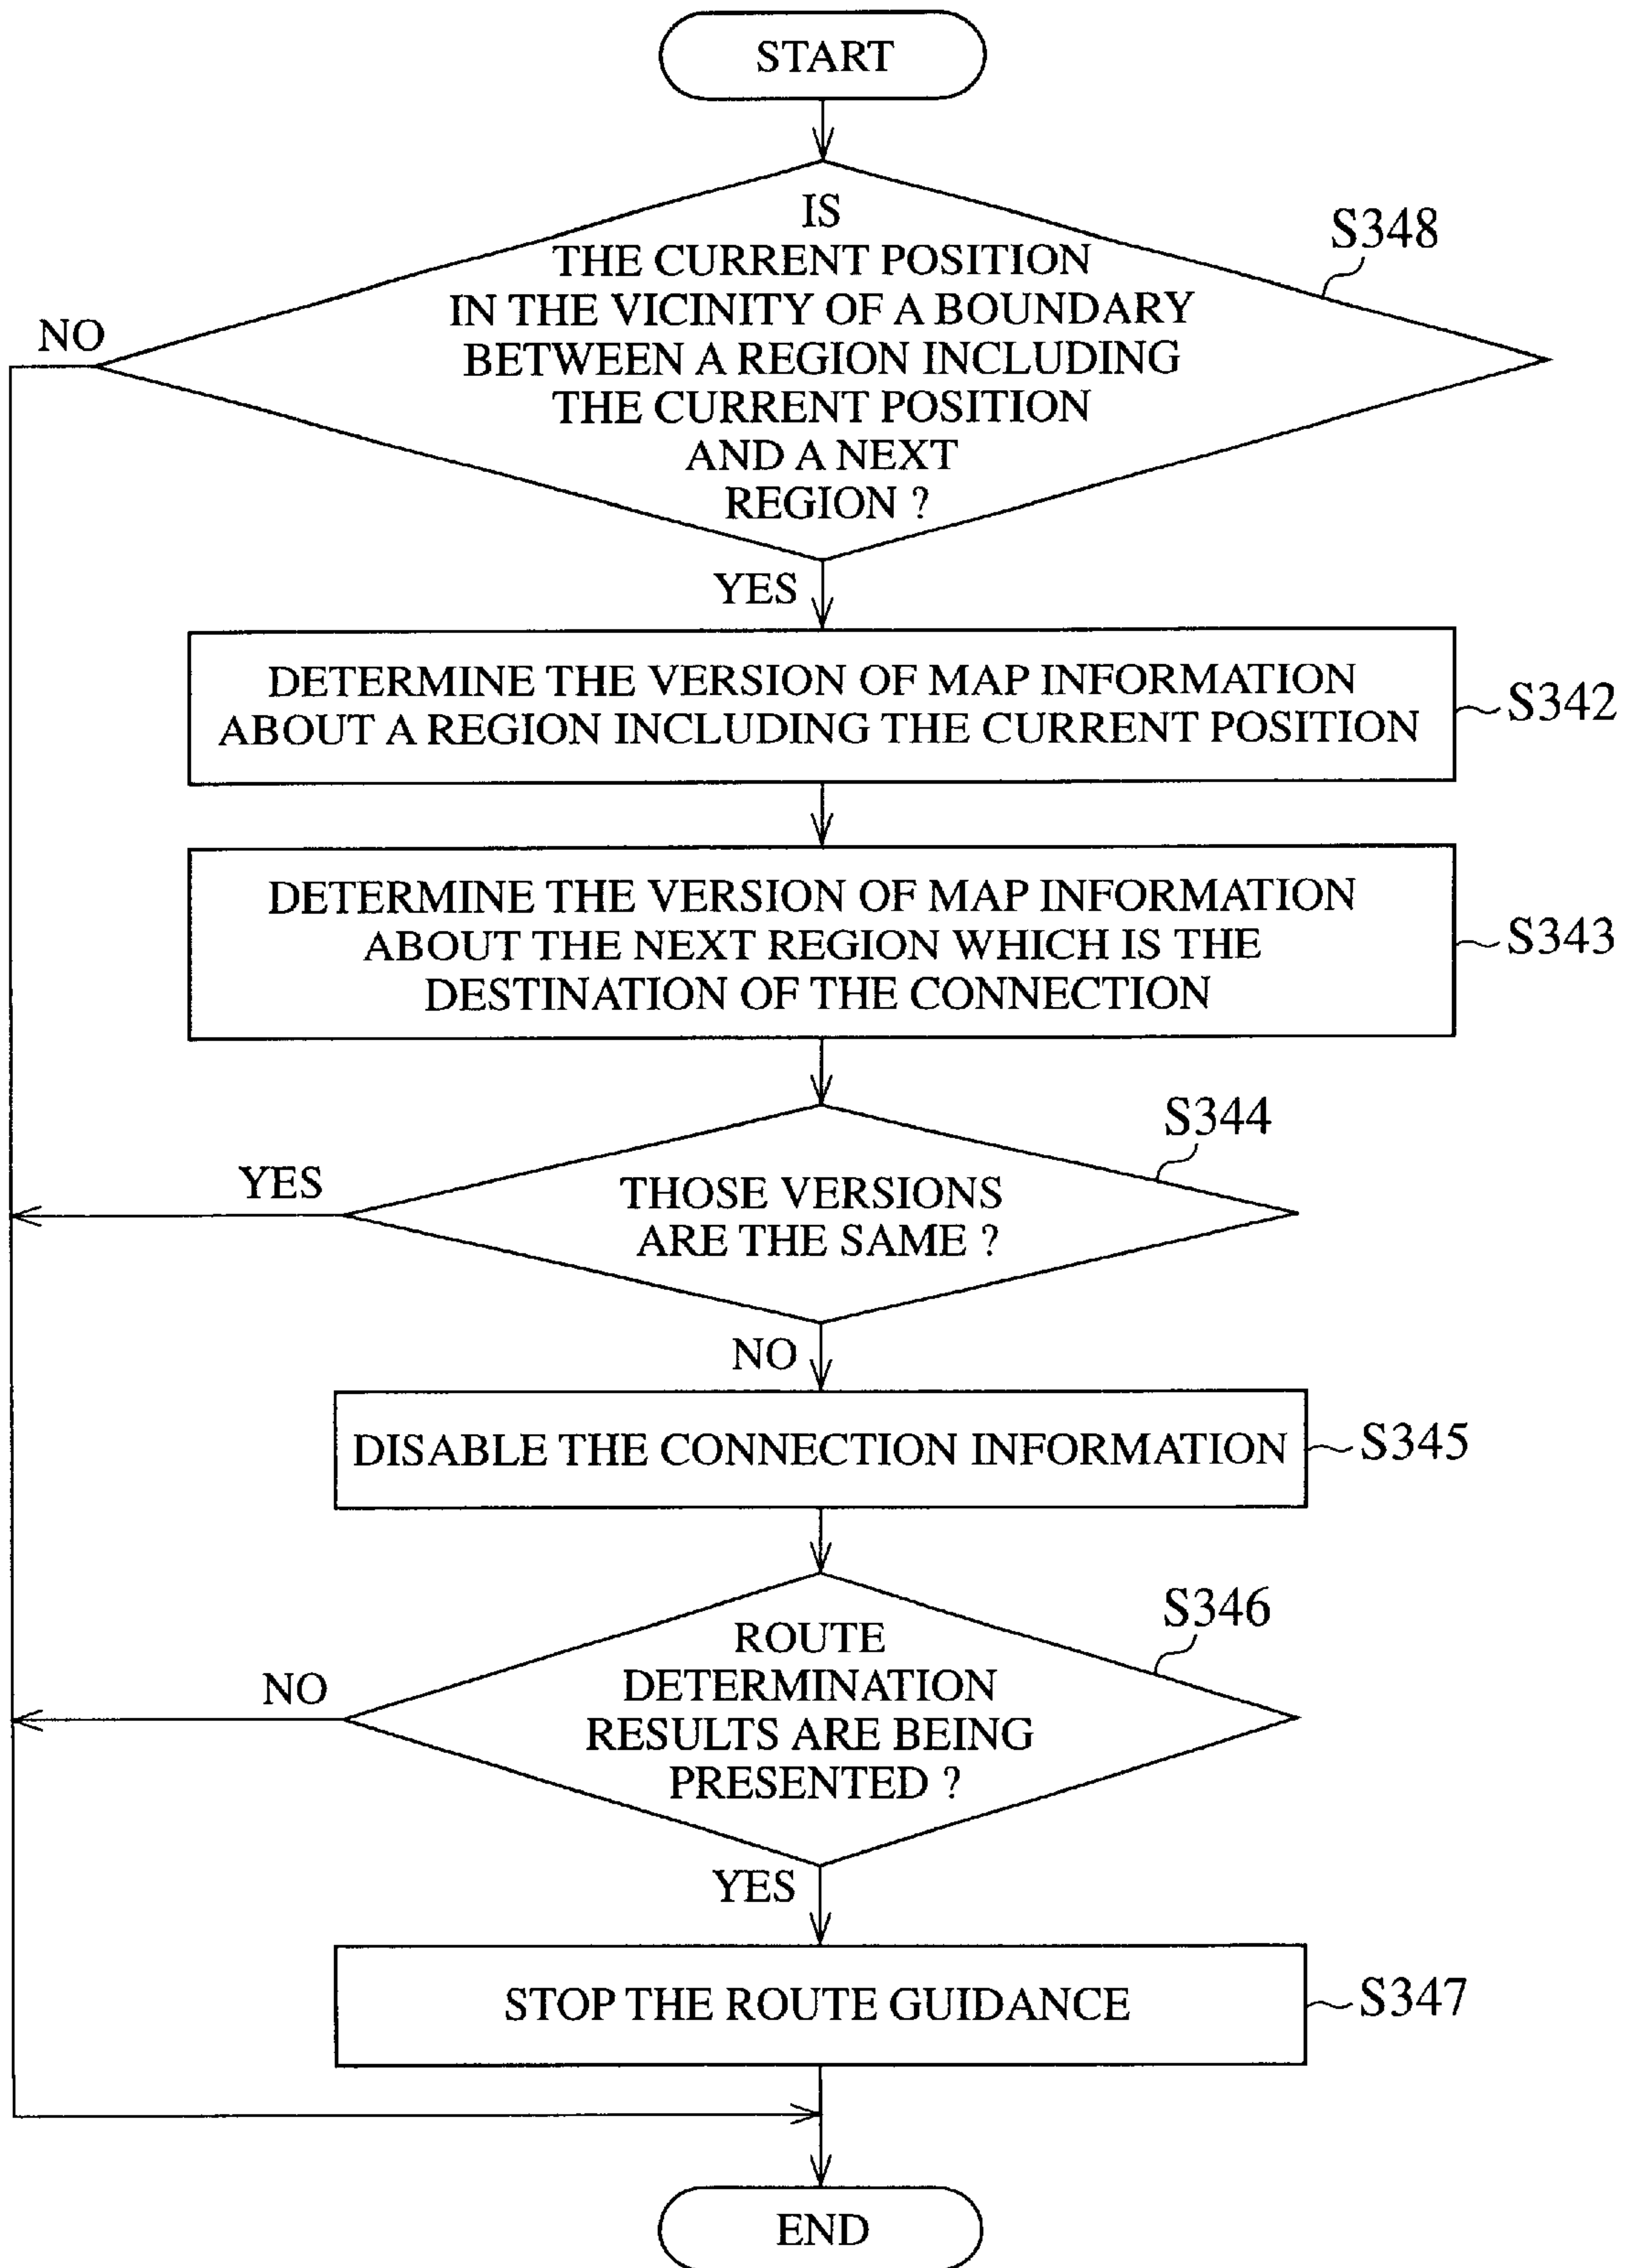 START
IS
THE CURRENT POSITION
IN THE VICINITY OF A BOUNDARY
BETWEEN A REGION INCLUDING
THE CURRENT POSITION
AND A NEXT
REGION ?
S348
NO
YES
DETERMINE THE VERSION OF MAP INFORMATION
ABOUT A REGION INCLUDING THE CURRENT POSITION
S342
DETERMINE THE VERSION OF MAP INFORMATION
ABOUT THE NEXT REGION WHICH IS THE
DESTINATION OF THE CONNECTION
S343
S344
YES
THOSE VERSIONS
ARE THE SAME ?
NO
DISABLE THE CONNECTION INFORMATION
S345
S346
NO
ROUTE
DETERMINATION
RESULTS ARE BEING
PRESENTED ?
YES
STOP THE ROUTE GUIDANCE
S347
END